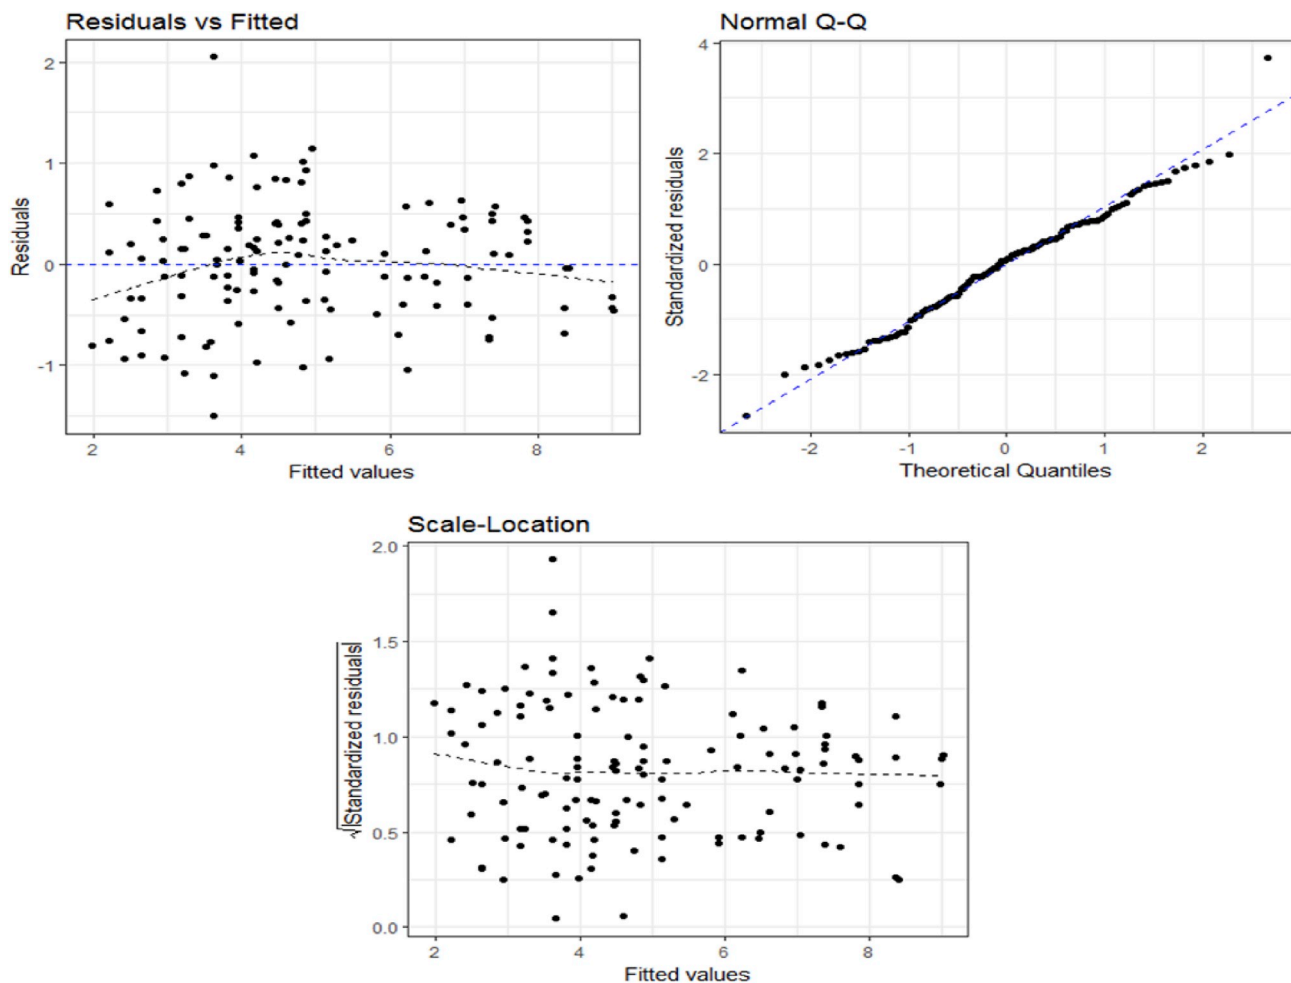 Residuals vs Fitted
2
1
0
-1
Residuals
2
4
6
8
Fitted values
Normal Q-Q
4
2
0
-2
Standardized residuals
-2
-1
0
1
2
Theoretical Quantiles
Scale-Location
2.0
1.5
1.0
0.5
0.0
√|Standardized residuals|
2
4
6
8
Fitted values